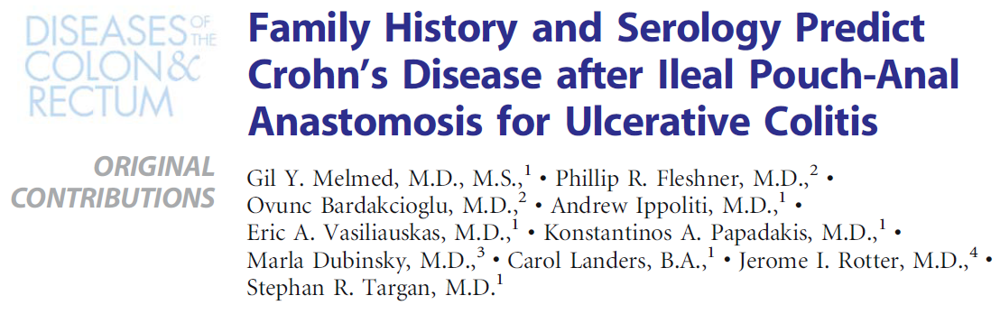 DISEASES OF THE
COLON &
RECTUM
ORIGINAL
CONTRIBUTIONS
Family History and Serology Predict
Crohn’s Disease after Ileal Pouch-Anal
Anastomosis for Ulcerative Colitis
Gil Y. Melmed, M.D., M.S.,¹ • Phillip R. Fleshner, M.D.,² •
Ovunc Bardakcioglu, M.D.,² • Andrew Ippoliti, M.D.,¹ •
Eric A. Vasiliauskas, M.D.,¹ • Konstantinos A. Papadakis, M.D.,¹ •
Marla Dubinsky, M.D.,³ • Carol Landers, B.A.,¹ • Jerome I. Rotter, M.D.,⁴ •
Stephan R. Targan, M.D.¹